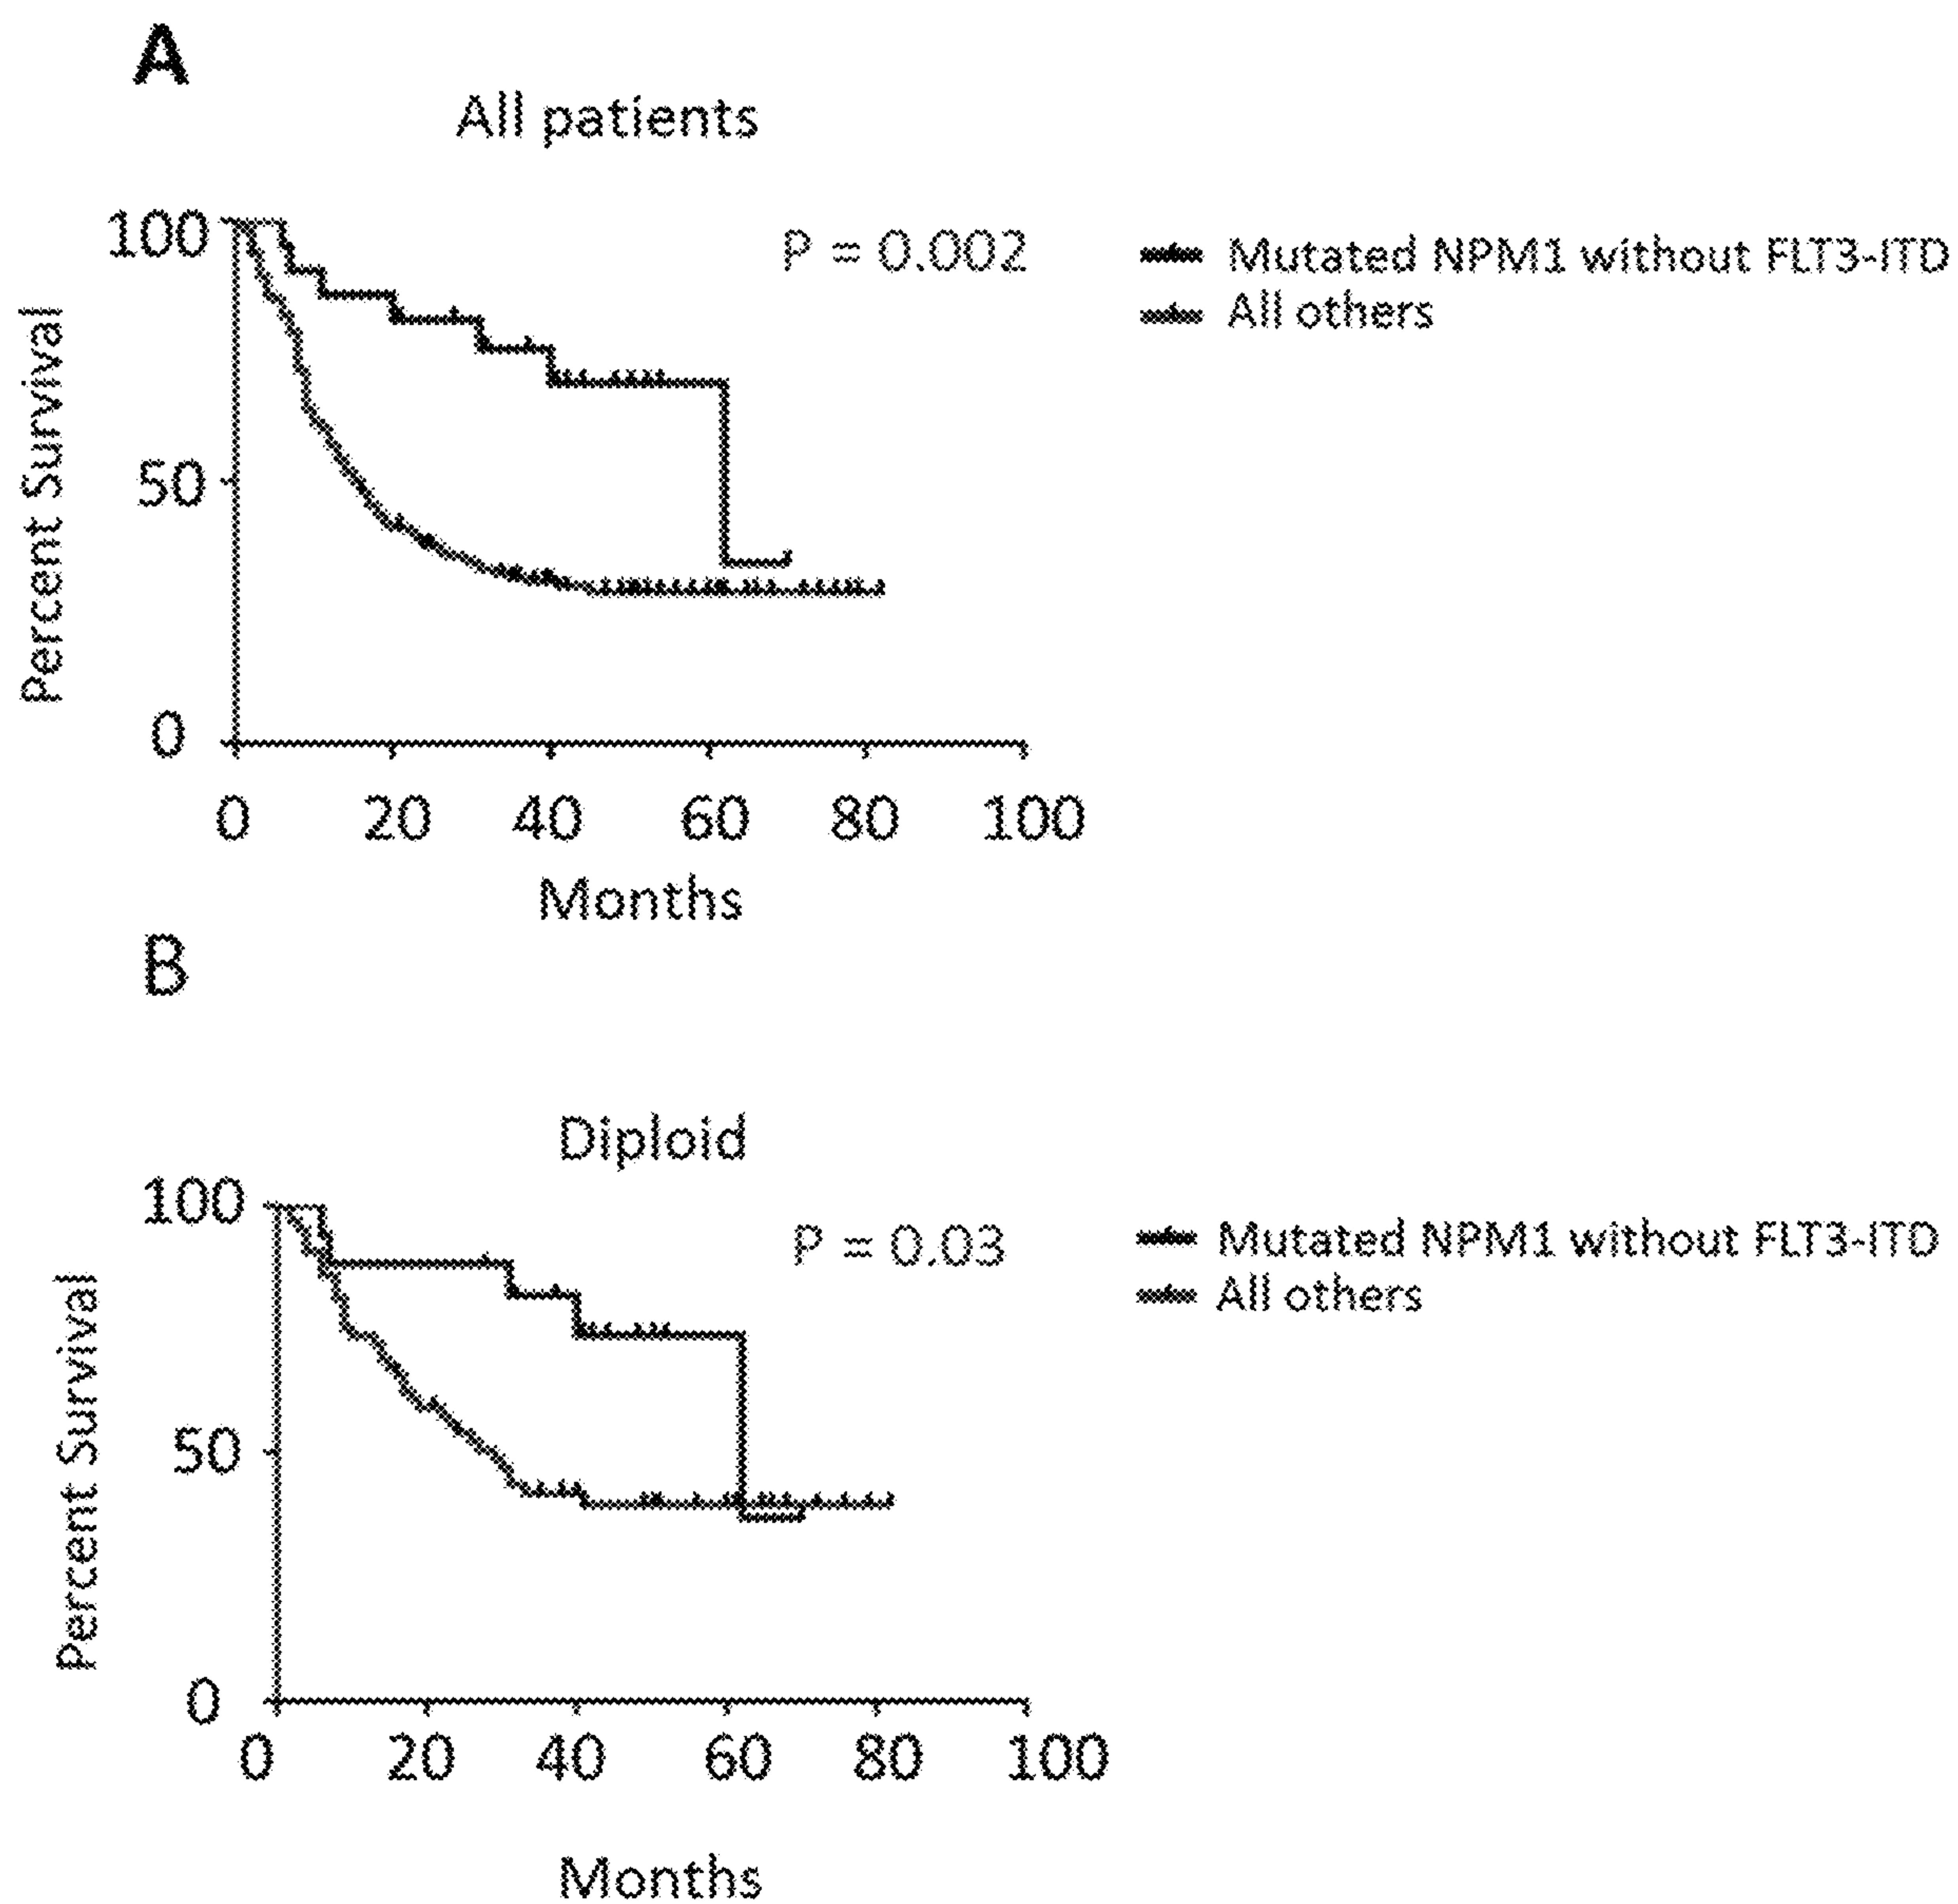 A
All patients
100
P = 0.002
Mutated NPM1 without FLT3-ITD
All others
Percent Survival
50
0
0 20 40 60 80 100
Months
B
Diploid
100
P = 0.03
Mutated NPM1 without FLT3-ITD
All others
Percent Survival
50
0
0 20 40 60 80 100
Months